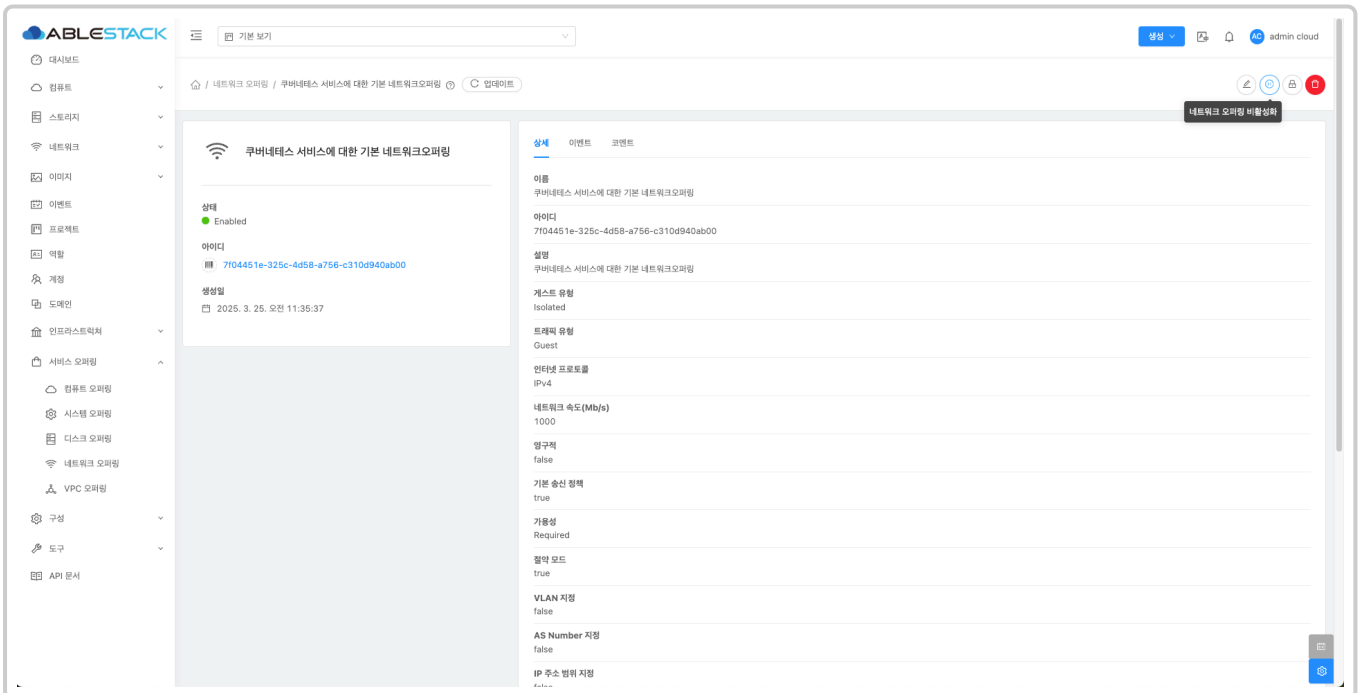 ABLESTACK
기본 보기
생성
AC admin cloud
대시보드
컴퓨트
스토리지
네트워크
이미지
이벤트
프로젝트
역할
계정
도메인
인프라스트럭쳐
서비스 오퍼링
컴퓨트 오퍼링
시스템 오퍼링
디스크 오퍼링
네트워크 오퍼링
VPC 오퍼링
구성
도구
API 문서
/ 네트워크 오퍼링 / 쿠버네테스 서비스에 대한 기본 네트워크오퍼링 업데이트
네트워크 오퍼링 비활성화
쿠버네테스 서비스에 대한 기본 네트워크오퍼링
상태
Enabled
아이디
7f04451e-325c-4d58-a756-c310d940ab00
생성일
2025. 3. 25. 오전 11:35:37
상세 이벤트 코멘트
이름
쿠버네테스 서비스에 대한 기본 네트워크오퍼링
아이디
7f04451e-325c-4d58-a756-c310d940ab00
설명
쿠버네테스 서비스에 대한 기본 네트워크오퍼링
게스트 유형
Isolated
트래픽 유형
Guest
인터넷 프로토콜
IPv4
네트워크 속도(Mb/s)
1000
영구적
false
기본 송신 정책
true
가용성
Required
절약 모드
true
VLAN 지정
false
AS Number 지정
false
IP 주소 범위 지정
false